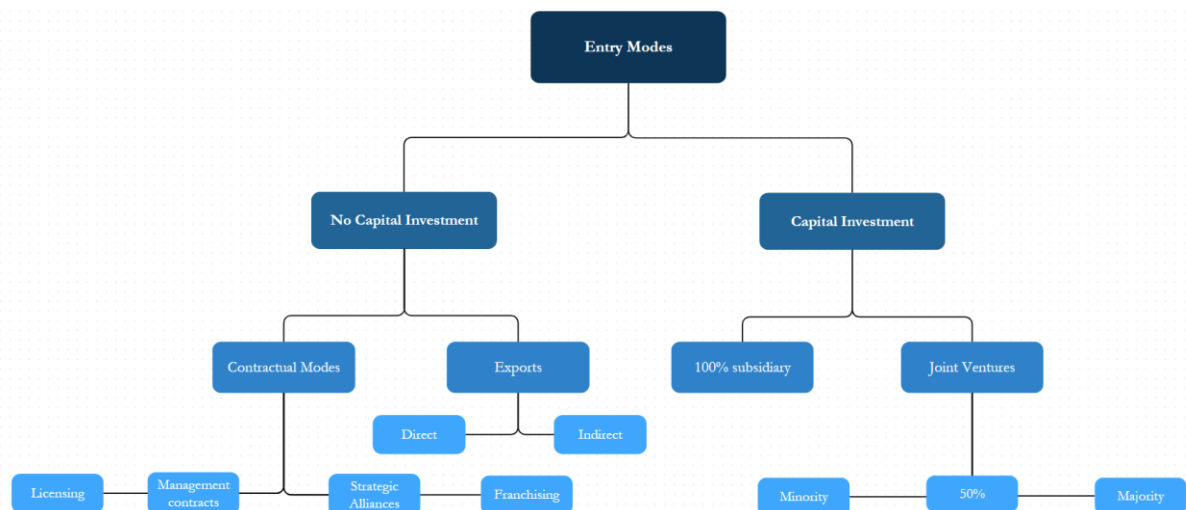 Entry Modes
No Capital Investment
Capital Investment
Contractual Modes
Exports
100% subsidiary
Joint Ventures
Direct
Indirect
Licensing
Management
contracts
Strategic
Alliances
Franchising
Minority
50%
Majority